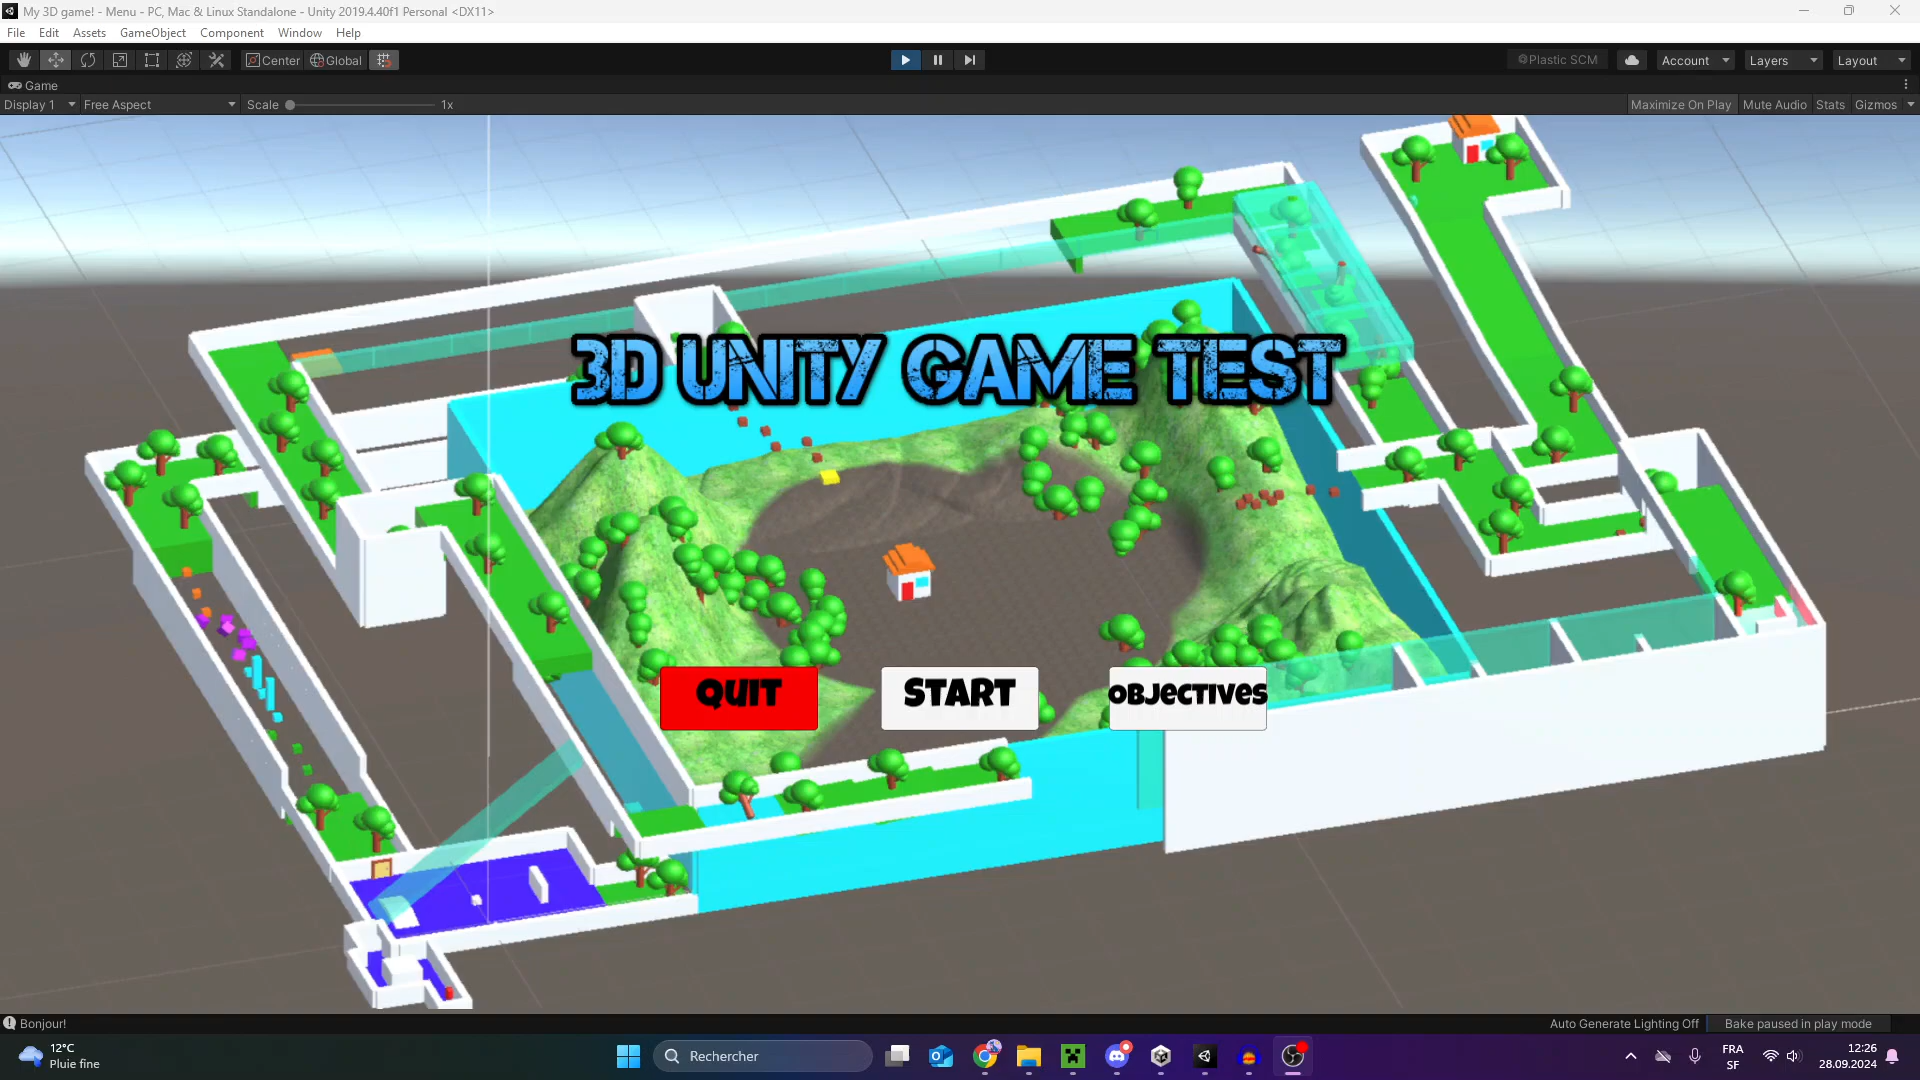 My 3D game! - Menu - PC, Mac & Linux Standalone - Unity 2019.4.40f1 Personal <DX11>
File Edit Assets GameObject Component Window Help
Center Global Plastic SCM Account Layers Layout
Game
Display 1 Free Aspect Scale 1x Maximize On Play Mute Audio Stats Gizmos
3D UNITY GAME TEST
QUIT START OBJECTIVES
Bonjour! Auto Generate Lighting Off Bake paused in play mode
12°C
Pluie fine
Rechercher
FRA
SF
12:26
28.09.2024